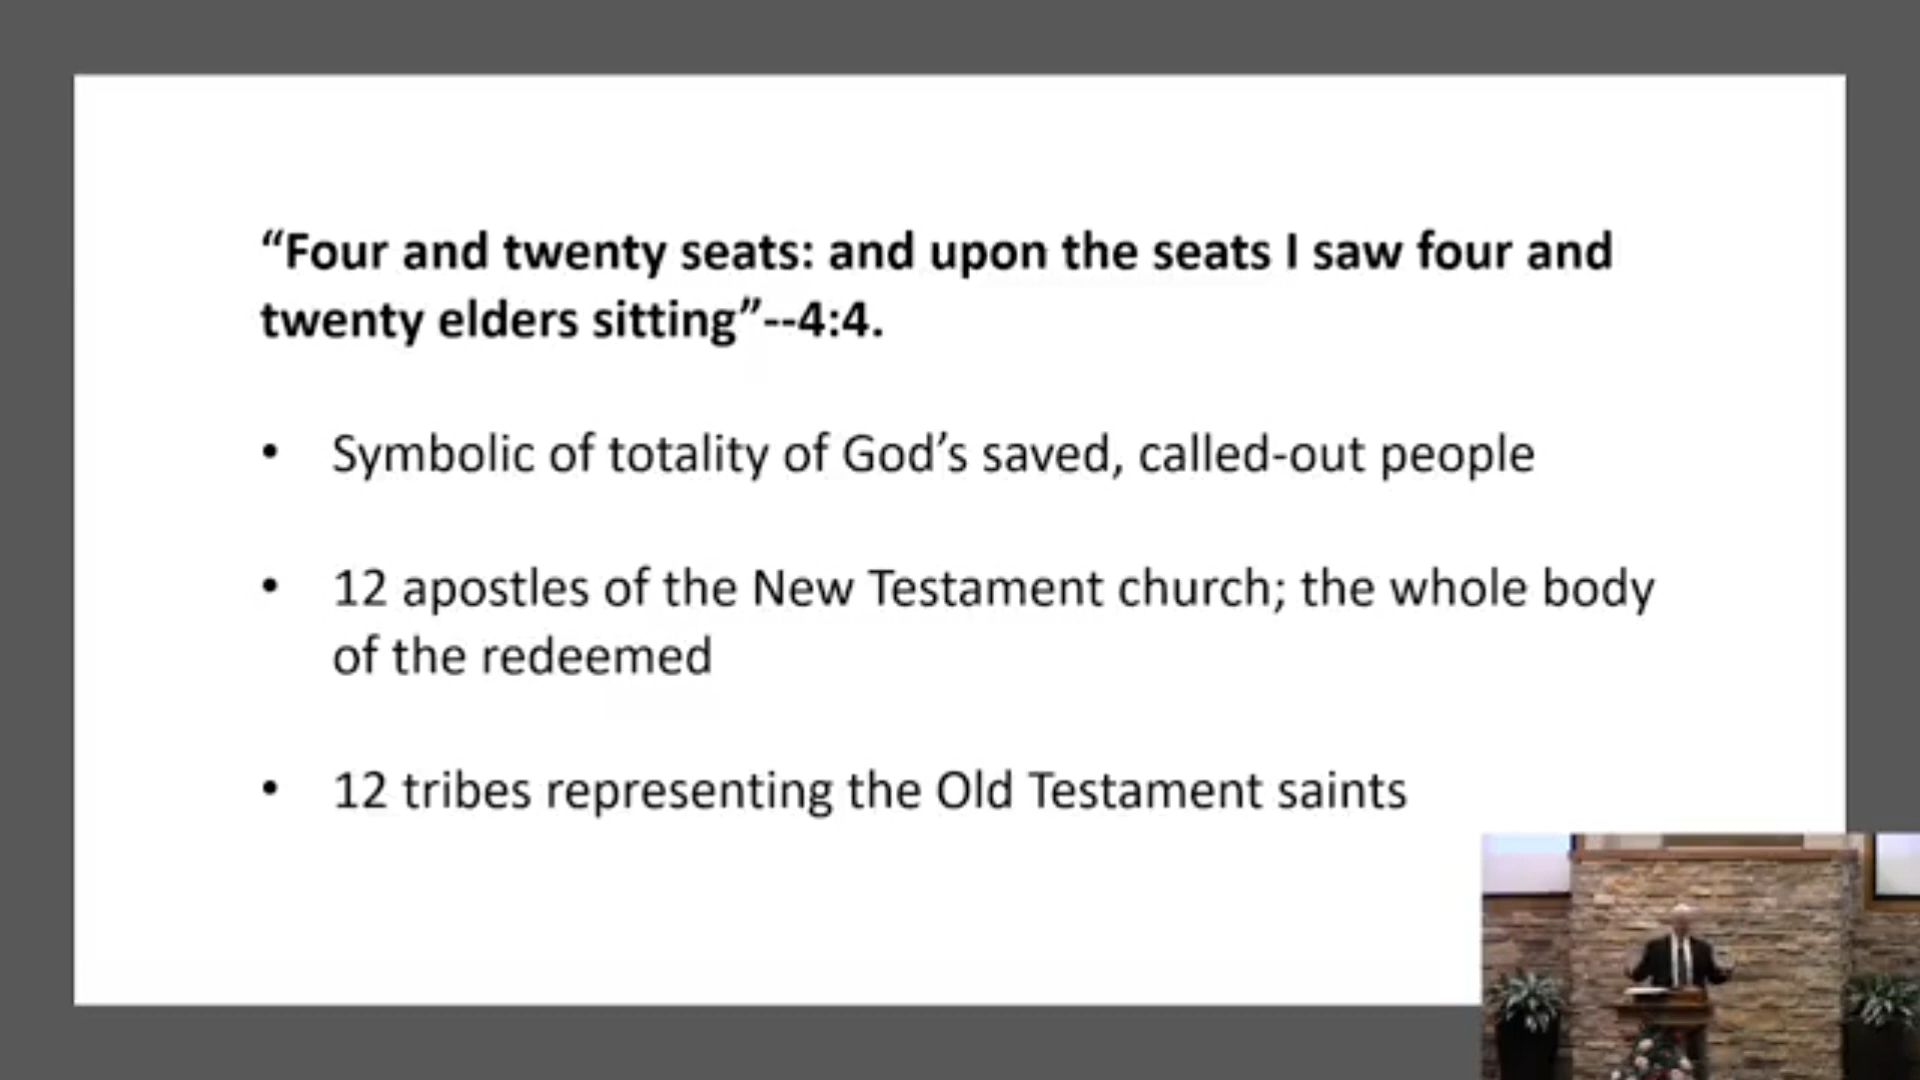 “Four and twenty seats: and upon the seats I saw four and
twenty elders sitting”--4:4.
• Symbolic of totality of God’s saved, called-out people
• 12 apostles of the New Testament church; the whole body
of the redeemed
• 12 tribes representing the Old Testament saints